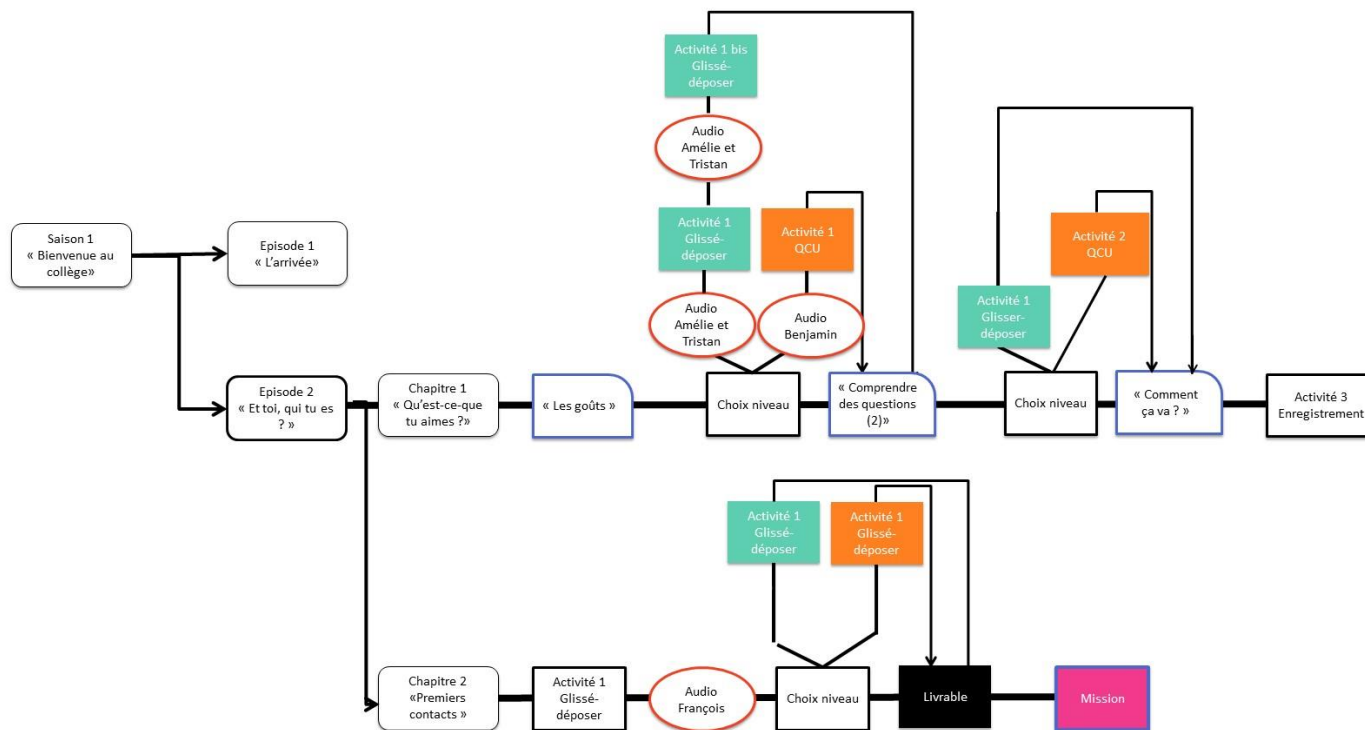 Activité 1 bis
Glissé-
déposer
Audio
Amélie et
Tristan
Activité 1
Glissé-
déposer
Activité 1
QCU
Audio
Amélie et
Tristan
Audio
Benjamin
Activité 2
QCU
Activité 1
Glisser-
déposer
Saison 1
« Bienvenue au
collège»
Episode 1
« L'arrivée»
Episode 2
« Et toi, qui tu es
? »
Chapitre 1
« Qu'est-ce-que
tu aimes ?»
« Les goûts »
Choix niveau
« Comprendre
des questions
(2)»
Choix niveau
« Comment
ça va ? »
Activité 3
Enregistrement
Activité 1
Glissé-
déposer
Activité 1
Glissé-
déposer
Chapitre 2
«Premiers
contacts »
Activité 1
Glissé-
déposer
Audio
François
Choix niveau
Livrable
Mission